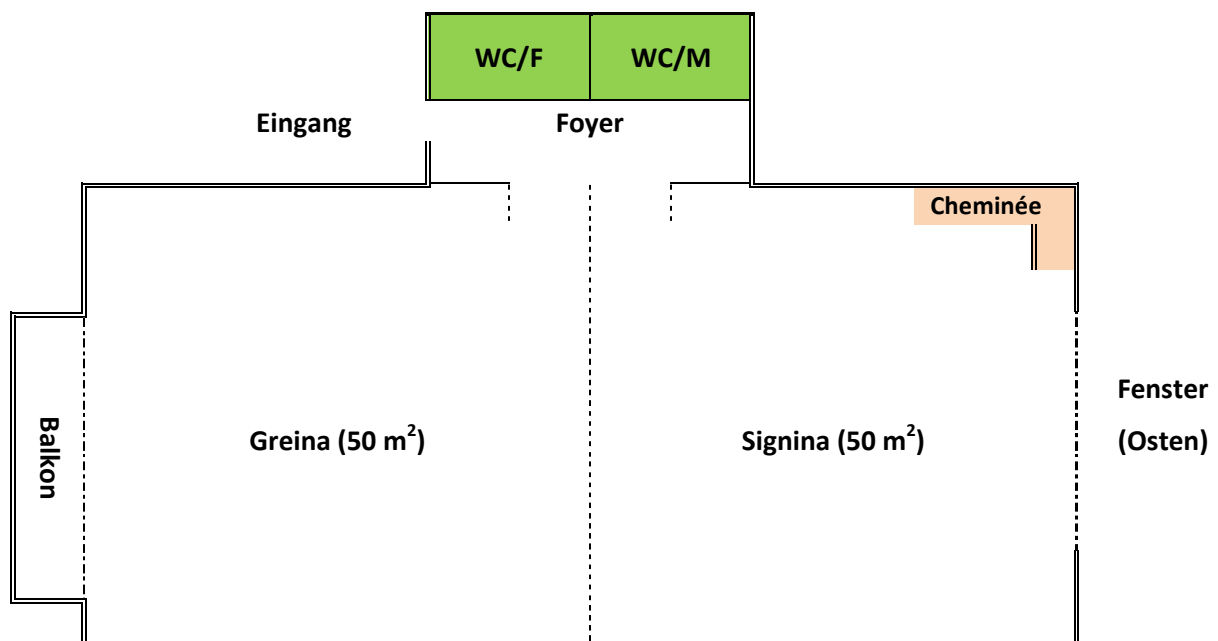 WC/F
WC/M
Eingang
Foyer
Cheminée
Balkon
Greina (50 m²)
Signina (50 m²)
Fenster
(Osten)